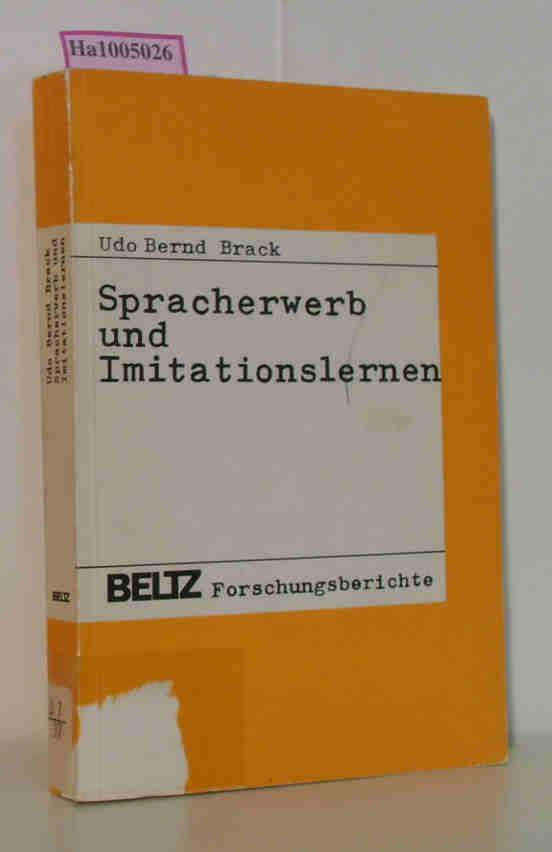 Ha1005026
Udo Bernd Brack
Spracherwerb
und
Imitationslernen
BELTZ Forschungsberichte
Udo Bernd Brack
Spracherwerb und
Imitationslernen
BELTZ